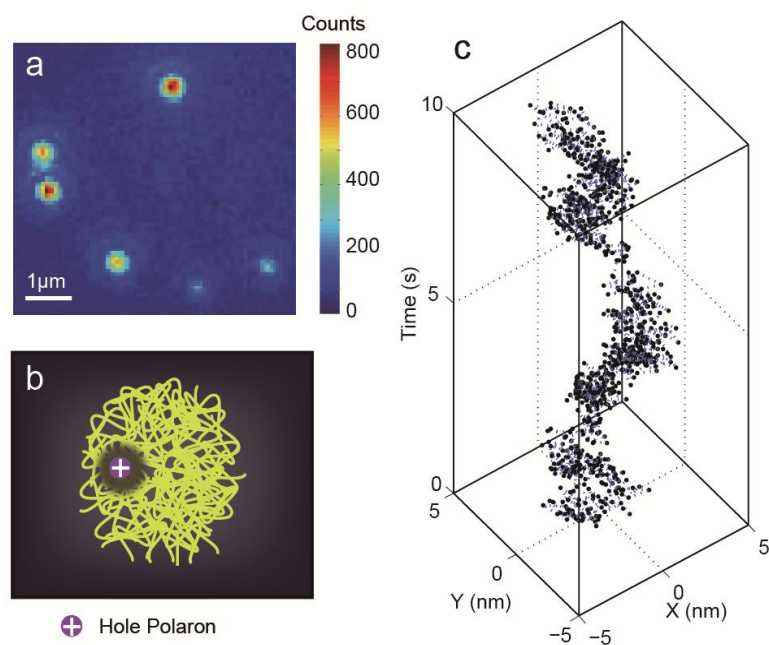 Counts
a
800
600
400
200
0
1µm
b
Hole Polaron
c
10
5
0
Time (s)
5
0
−5
Y (nm)
−5
0
5
X (nm)